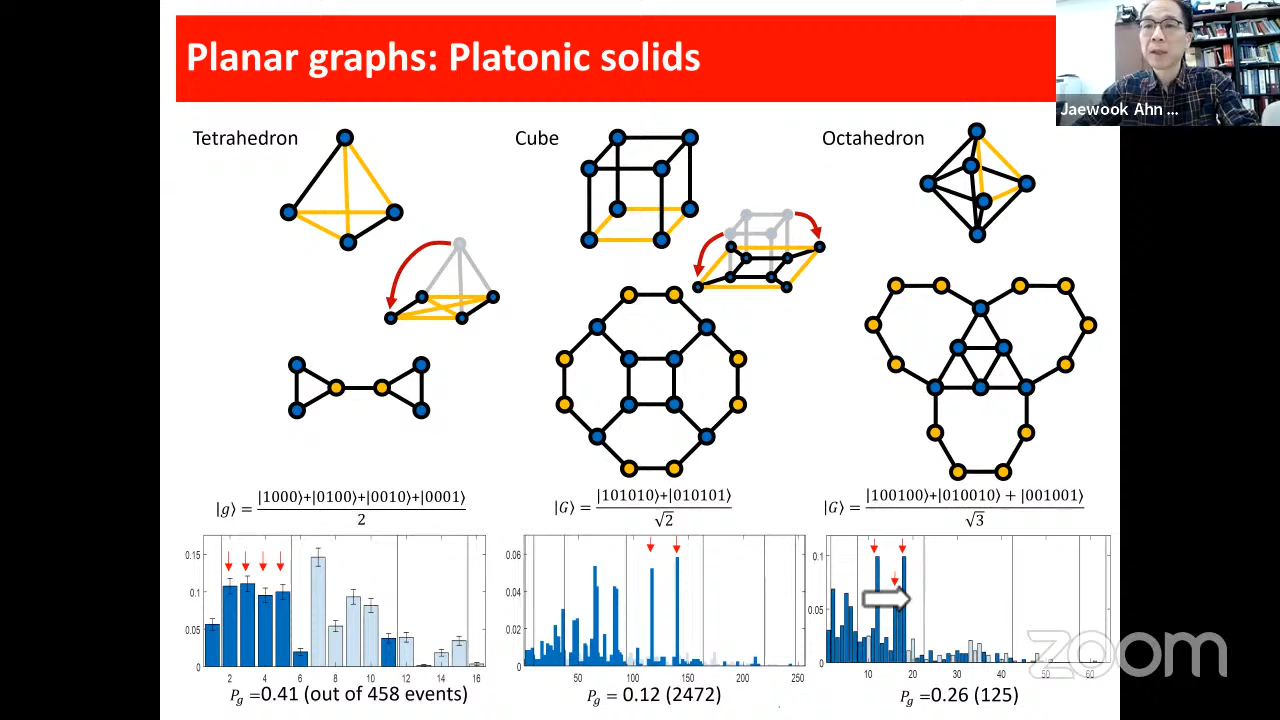 Planar graphs: Platonic solids
Jaewook Ahn ...
Tetrahedron
Cube
Octahedron
|g⟩ = |1000⟩+|0100⟩+|0010⟩+|0001⟩ / 2
|G⟩ = |101010⟩+|010101⟩ / √2
|G⟩ = |100100⟩+|010010⟩ + |001001⟩ / √3
0.15
0.1
0.05
0
2 4 6 8 10 12 14 16
0.06
0.04
0.02
0
50 100 150 200 250
0.1
0.05
0
10 20 30 40 50 60
zoom
P_g =0.41 (out of 458 events)
P_g = 0.12 (2472)
P_g =0.26 (125)